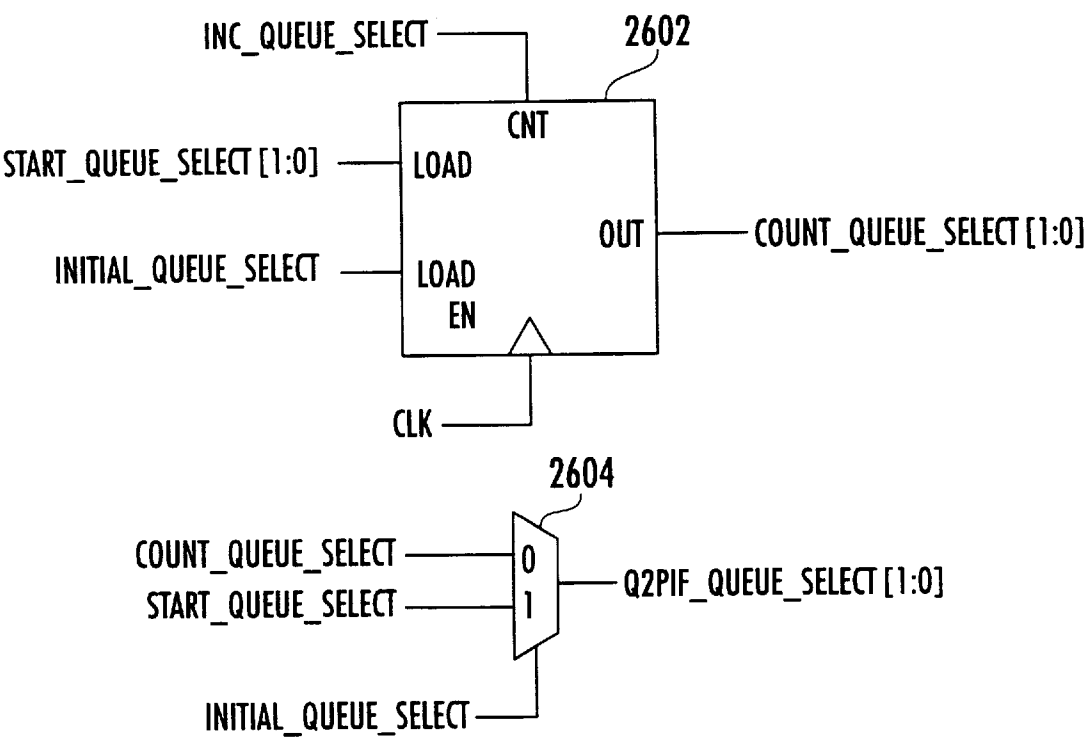 INC_QUEUE_SELECT
2602
CNT
START_QUEUE_SELECT[1:0]
LOAD
OUT
COUNT_QUEUE_SELECT[1:0]
INITIAL_QUEUE_SELECT
LOAD
EN
CLK
2604
COUNT_QUEUE_SELECT
0
Q2PIF_QUEUE_SELECT[1:0]
START_QUEUE_SELECT
1
INITIAL_QUEUE_SELECT